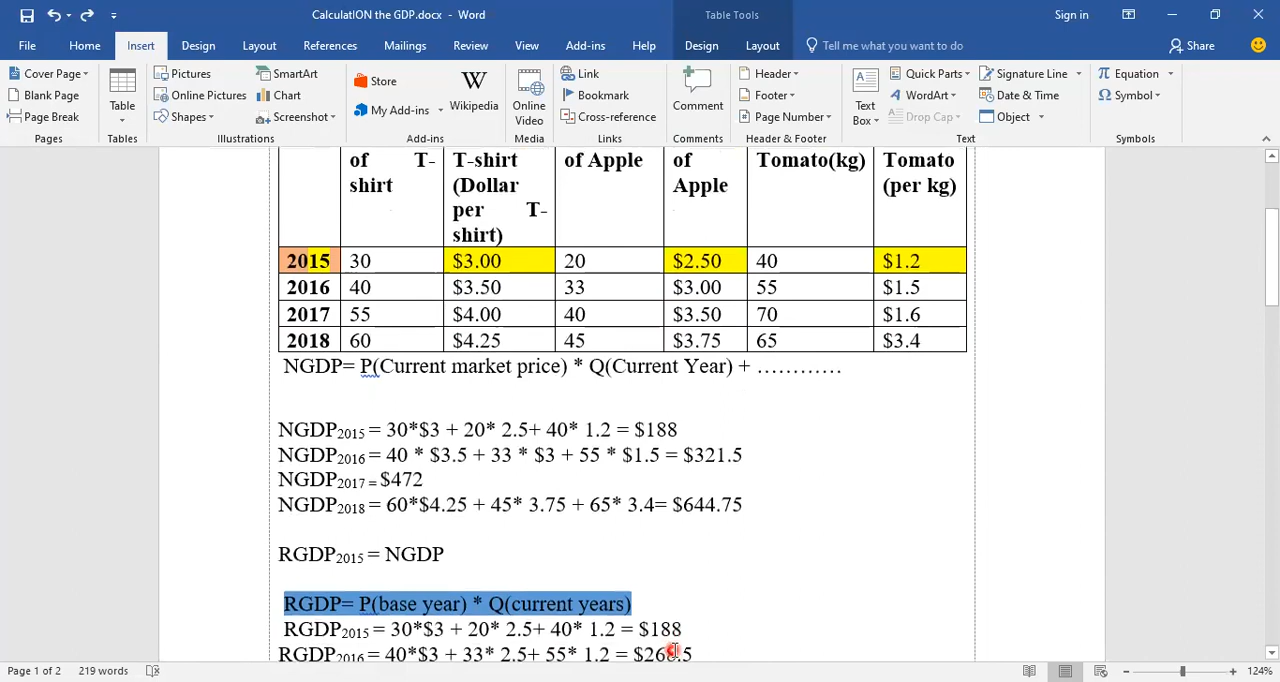 CalculatION the GDP.docx - Word
Table Tools
Sign in
File Home Insert Design Layout References Mailings Review View Add-ins Help Design Layout Tell me what you want to do Share
Cover Page
Blank Page
Page Break
Pages
Table
Tables
Pictures
Online Pictures
Shapes
SmartArt
Chart
Screenshot
Illustrations
Store
My Add-ins
W
Wikipedia
Add-ins
Online
Video
Media
Link
Bookmark
Cross-reference
Links
Comment
Comments
Header
Footer
Page Number
Header & Footer
Text
Box
Quick Parts
WordArt
Drop Cap
Signature Line
Date & Time
Object
Text
Equation
Symbol
Symbols
of T-
shirt
T-shirt
(Dollar
per T-
shirt)
of Apple
of
Apple
Tomato(kg)
Tomato
(per kg)
2015 30 $3.00 20 $2.50 40 $1.2
2016 40 $3.50 33 $3.00 55 $1.5
2017 55 $4.00 40 $3.50 70 $1.6
2018 60 $4.25 45 $3.75 65 $3.4
NGDP= P(Current market price) * Q(Current Year) + …………
NGDP2015 = 30*$3 + 20* 2.5+ 40* 1.2 = $188
NGDP2016 = 40 * $3.5 + 33 * $3 + 55 * $1.5 = $321.5
NGDP2017 = $472
NGDP2018 = 60*$4.25 + 45* 3.75 + 65* 3.4= $644.75
RGDP2015 = NGDP
RGDP= P(base year) * Q(current years)
RGDP2015 = 30*$3 + 20* 2.5+ 40* 1.2 = $188
RGDP2016 = 40*$3 + 33* 2.5+ 55* 1.2 =
Page 1 of 2 219 words
124%